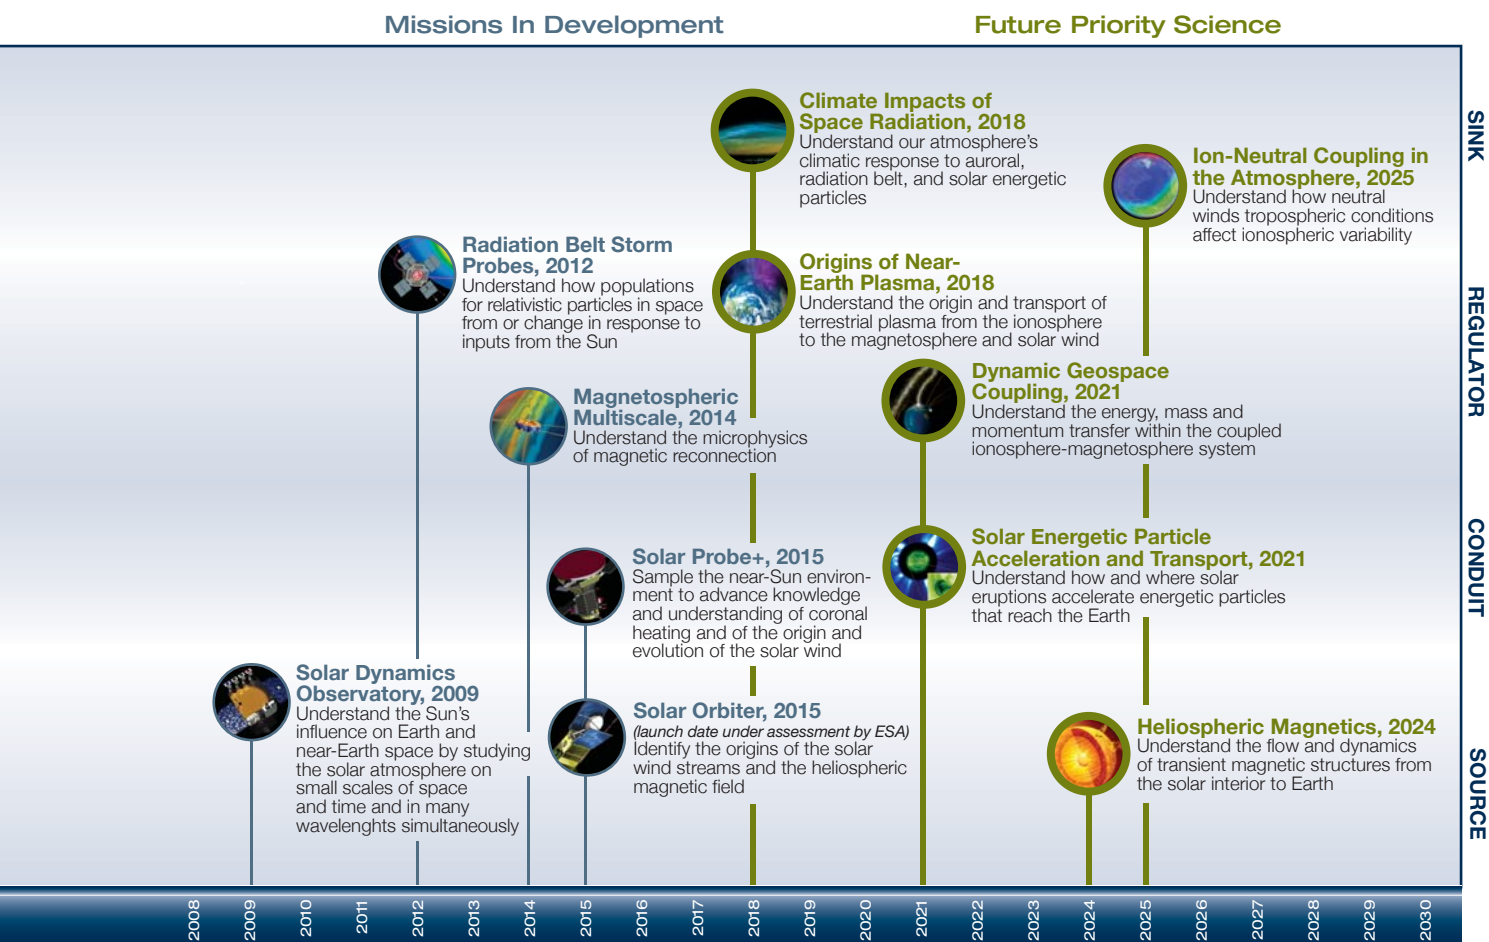 Missions In Development
Future Priority Science
Climate Impacts of
Space Radiation, 2018
Understand our atmosphere's
climatic response to auroral,
radiation belt, and solar energetic
particles
Ion-Neutral Coupling in
the Atmosphere, 2025
Understand how neutral
winds tropospheric conditions
affect ionospheric variability
Radiation Belt Storm
Probes, 2012
Understand how populations
for relativistic particles in space
from or change in response to
inputs from the Sun
Origins of Near-
Earth Plasma, 2018
Understand the origin and transport of
terrestrial plasma from the ionosphere
to the magnetosphere and solar wind
Magnetospheric
Multiscale, 2014
Understand the microphysics
of magnetic reconnection
Dynamic Geospace
Coupling, 2021
Understand the energy, mass and
momentum transfer within the coupled
ionosphere-magnetosphere system
Solar Probe+, 2015
Sample the near-Sun environ-
ment to advance knowledge
and understanding of coronal
heating and of the origin and
evolution of the solar wind
Solar Energetic Particle
Acceleration and Transport, 2021
Understand how and where solar
eruptions accelerate energetic particles
that reach the Earth
Solar Dynamics
Observatory, 2009
Understand the Sun's
influence on Earth and
near-Earth space by studying
the solar atmosphere on
small scales of space
and time and in many
wavelenghts simultaneously
Solar Orbiter, 2015
(launch date under assessment by ESA)
Identify the origins of the solar
wind streams and the heliospheric
magnetic field
Heliospheric Magnetics, 2024
Understand the flow and dynamics
of transient magnetic structures from
the solar interior to Earth
SINK
REGULATOR
CONDUIT
SOURCE
2008
2009
2010
2011
2012
2013
2014
2015
2016
2017
2018
2019
2020
2021
2022
2023
2024
2025
2026
2027
2028
2029
2030